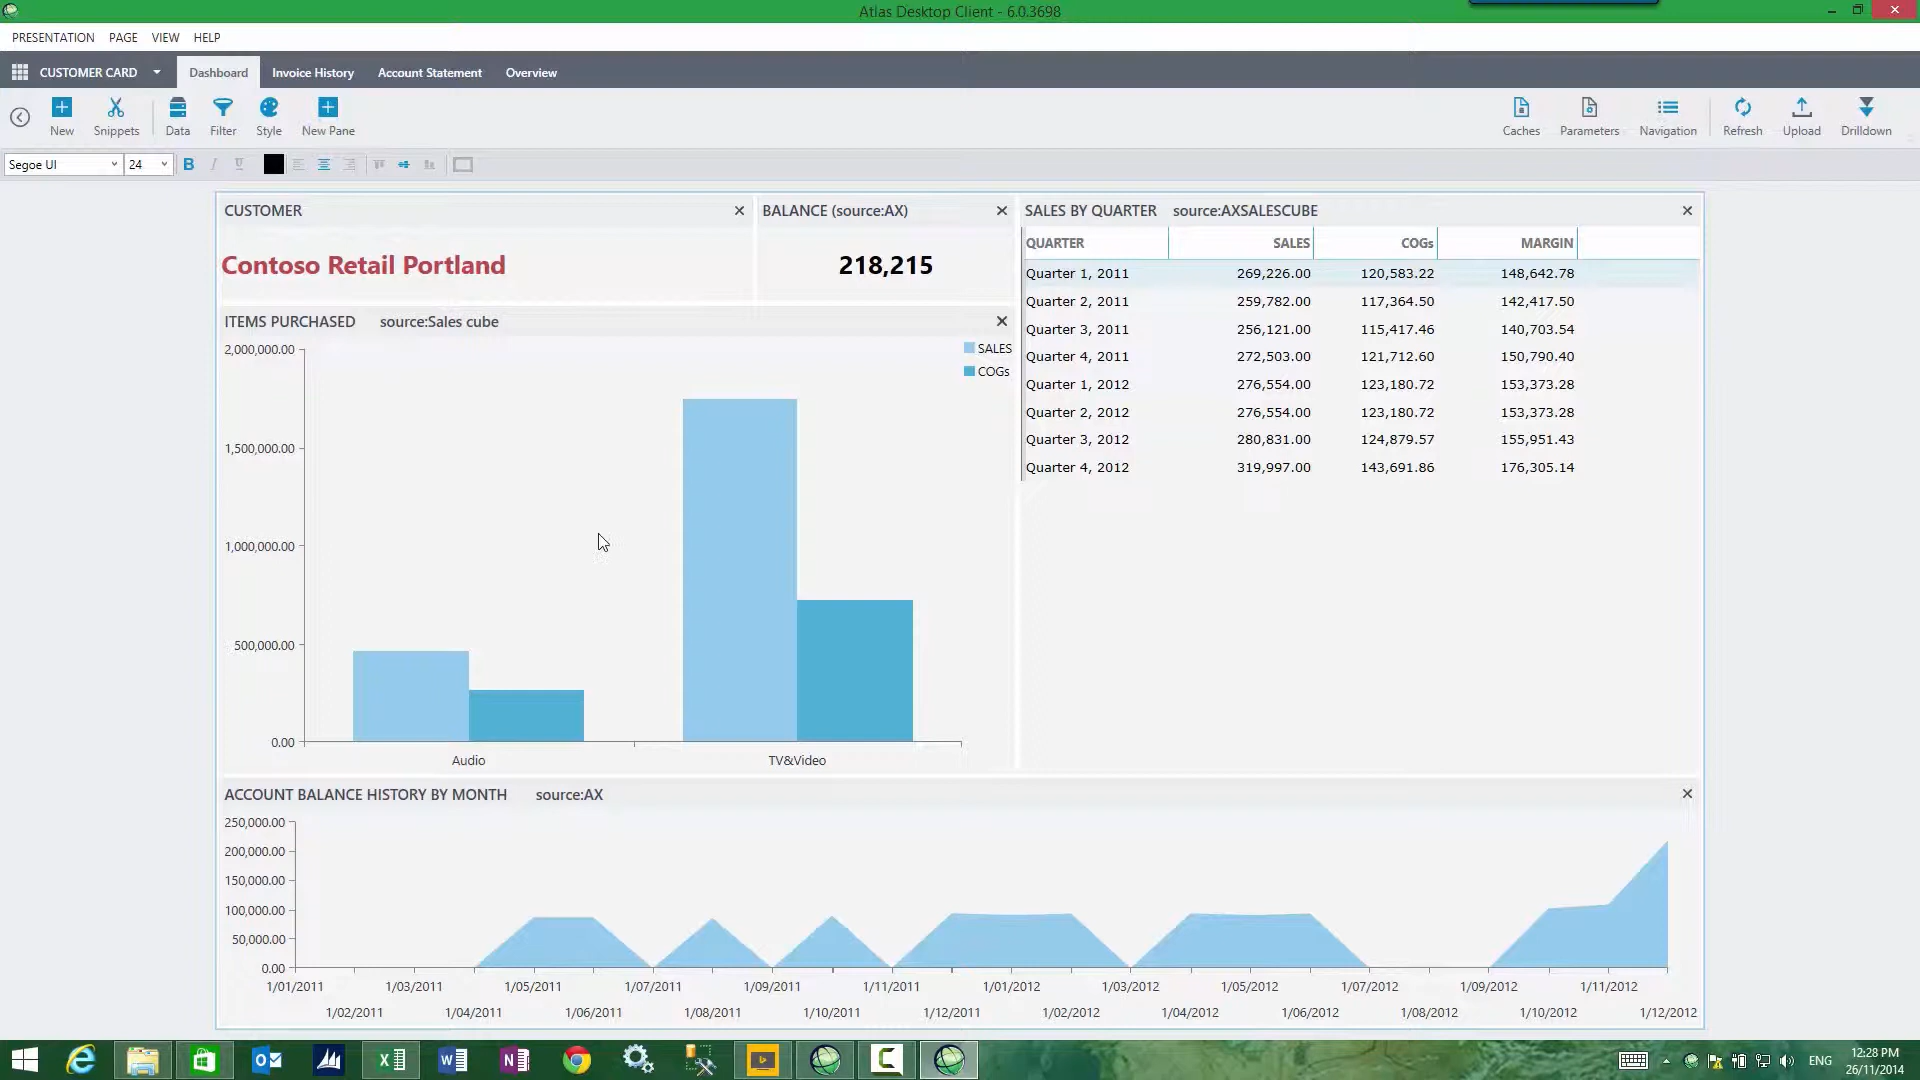 Atlas Desktop Client - 6.0.3698
PRESENTATION PAGE VIEW HELP
CUSTOMER CARD Dashboard Invoice History Account Statement Overview
New Snippets Data Filter Style New Pane Caches Parameters Navigation Refresh Upload Drilldown
Segoe UI 24 B I U
CUSTOMER
Contoso Retail Portland
BALANCE (source:AX)
218,215
ITEMS PURCHASED source:Sales cube
2,000,000.00
1,500,000.00
1,000,000.00
500,000.00
0.00
SALES
COGs
Audio TV&Video
SALES BY QUARTER source:AXSALESCUBE
QUARTER SALES COGs MARGIN
Quarter 1, 2011 269,226.00 120,583.22 148,642.78
Quarter 2, 2011 259,782.00 117,364.50 142,417.50
Quarter 3, 2011 256,121.00 115,417.46 140,703.54
Quarter 4, 2011 272,503.00 121,712.60 150,790.40
Quarter 1, 2012 276,554.00 123,180.72 153,373.28
Quarter 2, 2012 276,554.00 123,180.72 153,373.28
Quarter 3, 2012 280,831.00 124,879.57 155,951.43
Quarter 4, 2012 319,997.00 143,691.86 176,305.14
ACCOUNT BALANCE HISTORY BY MONTH source:AX
250,000.00
200,000.00
150,000.00
100,000.00
50,000.00
0.00
1/01/2011 1/03/2011 1/05/2011 1/07/2011 1/09/2011 1/11/2011 1/01/2012 1/03/2012 1/05/2012 1/07/2012 1/09/2012 1/11/2012
1/02/2011 1/04/2011 1/06/2011 1/08/2011 1/10/2011 1/12/2011 1/02/2012 1/04/2012 1/06/2012 1/08/2012 1/10/2012 1/12/2012
ENG
12:28 PM
26/11/2014